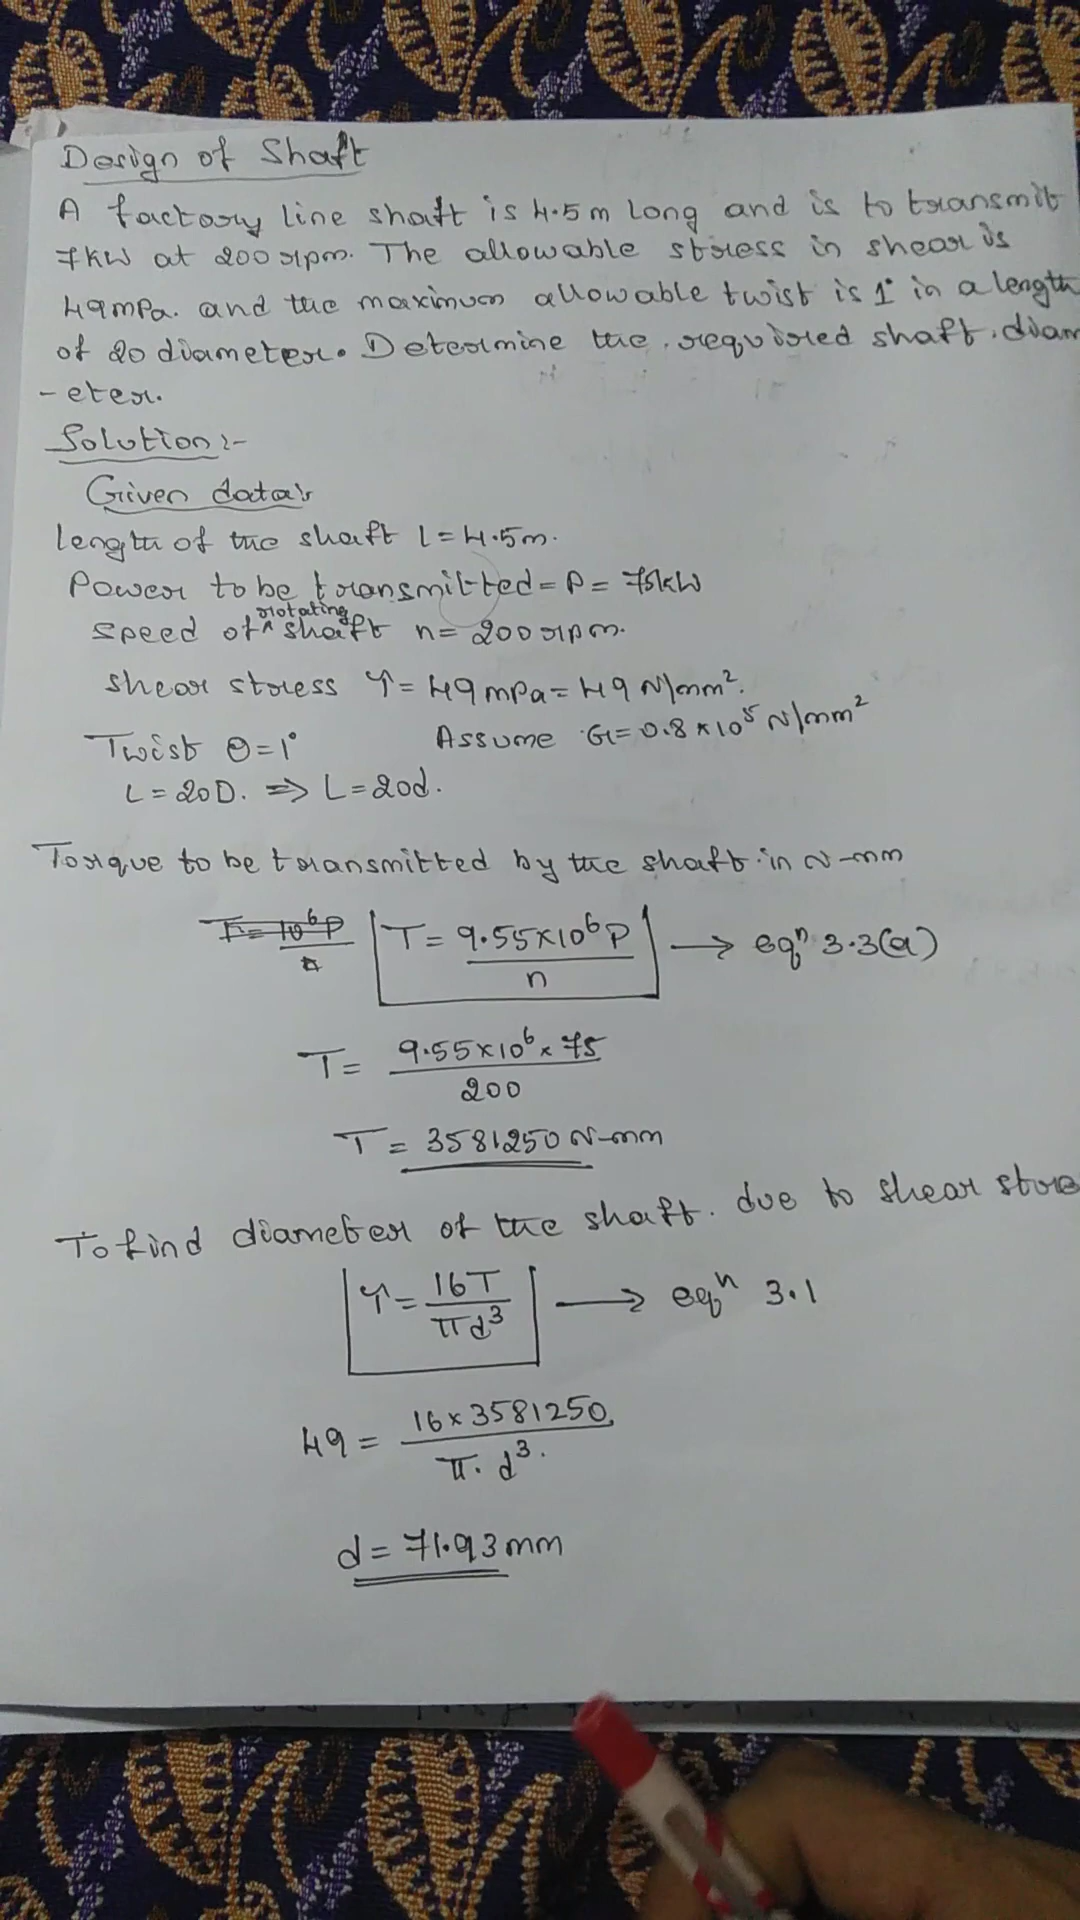 Design of Shaft
A factory line shaft is 4.5m long and is to transmit
7kW at 200 rpm. The allowable stress in shear is
49mPa. and the maximum allowable twist is 1° in a length
of 20 diameter. Determine the required shaft. diam
-eter.
Solution:-
Given data:
length of the shaft l = 4.5m.
Power to be transmitted = P = 75kW
rotating
speed of ^ shaft n = 200 rpm.
shear stress τ = 49 mPa = 49 N/mm².
Twist θ = 1° Assume G = 0.8 × 10⁵ N/mm²
L = 20D. => L = 20d.
Torque to be transmitted by the shaft in N-mm
T = 10⁶P / n T = 9.55×10⁶P / n → eqⁿ 3.3(a)
T = 9.55×10⁶ × 75 / 200
T = 3581250 N-mm
To find diameter of the shaft. due to shear stre
τ = 16T / πd³ → eqⁿ 3.1
49 = 16 × 3581250 / π. d³.
d = 71.93 mm